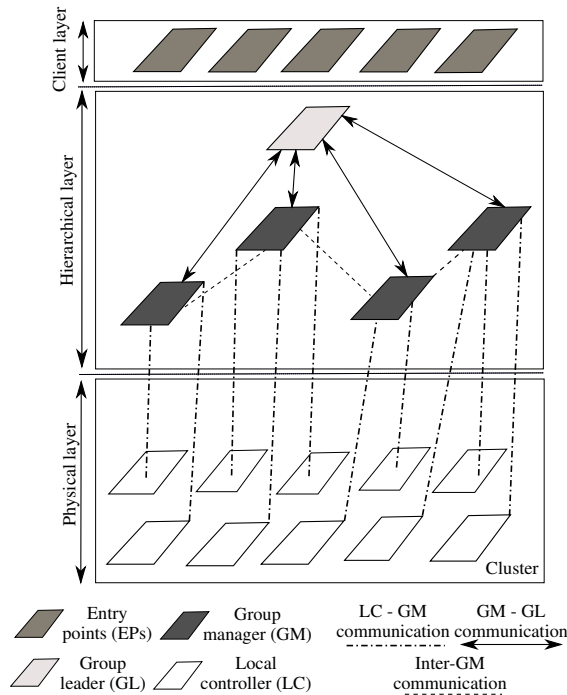 Client layer
Hierarchical layer
Physical layer
Cluster
Entry
points (EPs)
Group
manager (GM)
LC - GM
communication
GM - GL
communication
Group
leader (GL)
Local
controller (LC)
Inter-GM
communication